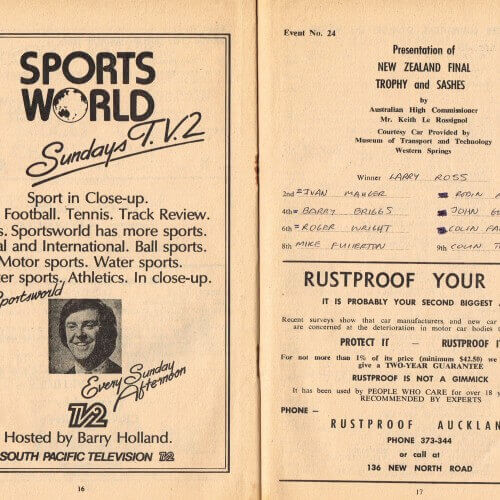 SPORTS
WORLD
Sundays T.V.2
Sport in Close-up.
Football. Tennis. Track Review.
s. Sportsworld has more sports.
al and International. Ball sports.
Motor sports. Water sports.
ter sports. Athletics. In close-up.
Sportsworld
Every Sunday
Afternoon
TV2
Hosted by Barry Holland.
SOUTH PACIFIC TELEVISION TV2
16
Event No. 24
Presentation of
NEW ZEALAND FINAL
TROPHY and SASHES
by
Australian High Commissioner
Mr. Keith Le Rossignol
Courtesy Car Provided by
Museum of Transport and Technology
Western Springs
Winner LARRY ROSS
2nd = IVAN MAUGER
4th = BARRY BRIGGS JOHN
6th = ROGER WRIGHT COLIN
8th MIKE FULLERTON 9th COLIN
RUSTPROOF YOUR
IT IS PROBABLY YOUR SECOND BIGGEST
Recent surveys show that car manufacturers, and new car
are concerned at the deterioration in motor car bodies
PROTECT IT — RUSTPROOF IT
For not more than 1% of its price (minimum $42.50) we
give a TWO-YEAR GUARANTEE
RUSTPROOF IS NOT A GIMMICK
It has been used by PEOPLE WHO CARE for over 18
RECOMMENDED BY EXPERTS
PHONE –
RUSTPROOF AUCKLAN
PHONE 373-344
or call at
136 NEW NORTH ROAD
17